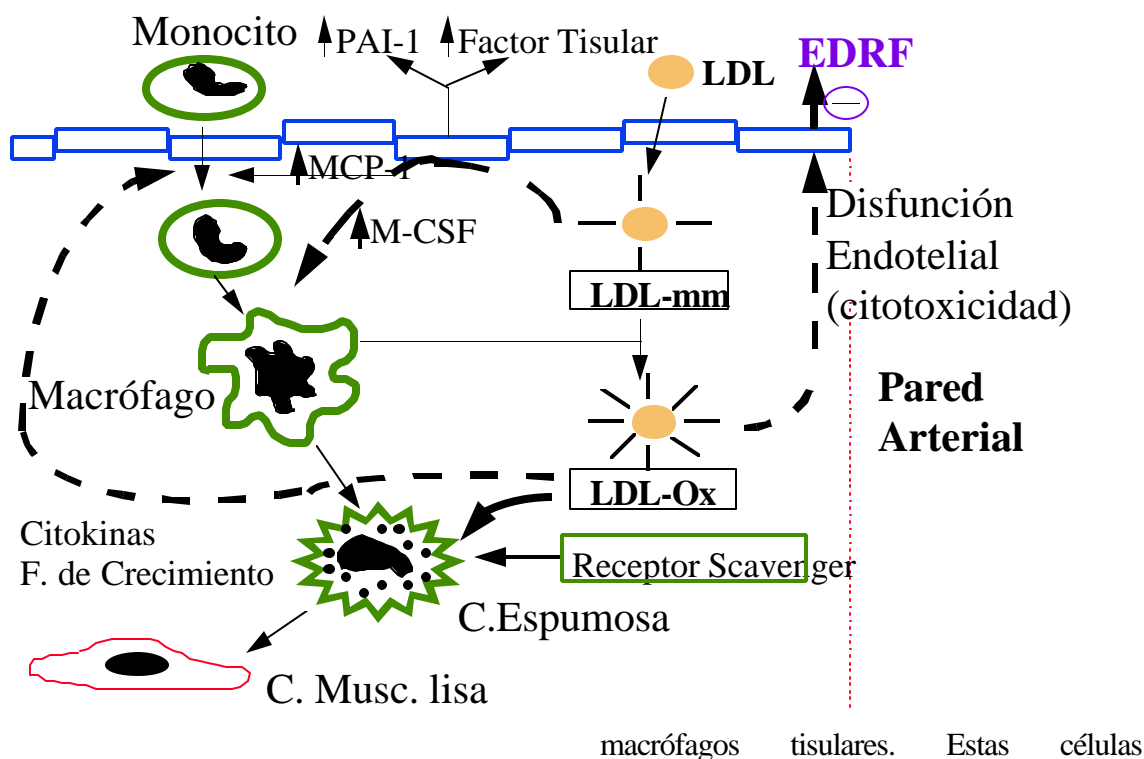 Monocito
PAI-1
Factor Tisular
LDL
EDRF
MCP-1
M-CSF
LDL-mm
Disfunción
Endotelial
(citotoxicidad)
Macrófago
Pared
Arterial
LDL-Ox
Citokinas
F. de Crecimiento
Receptor Scavenger
C.Espumosa
C. Musc. lisa
macrófagos tisulares. Estas células